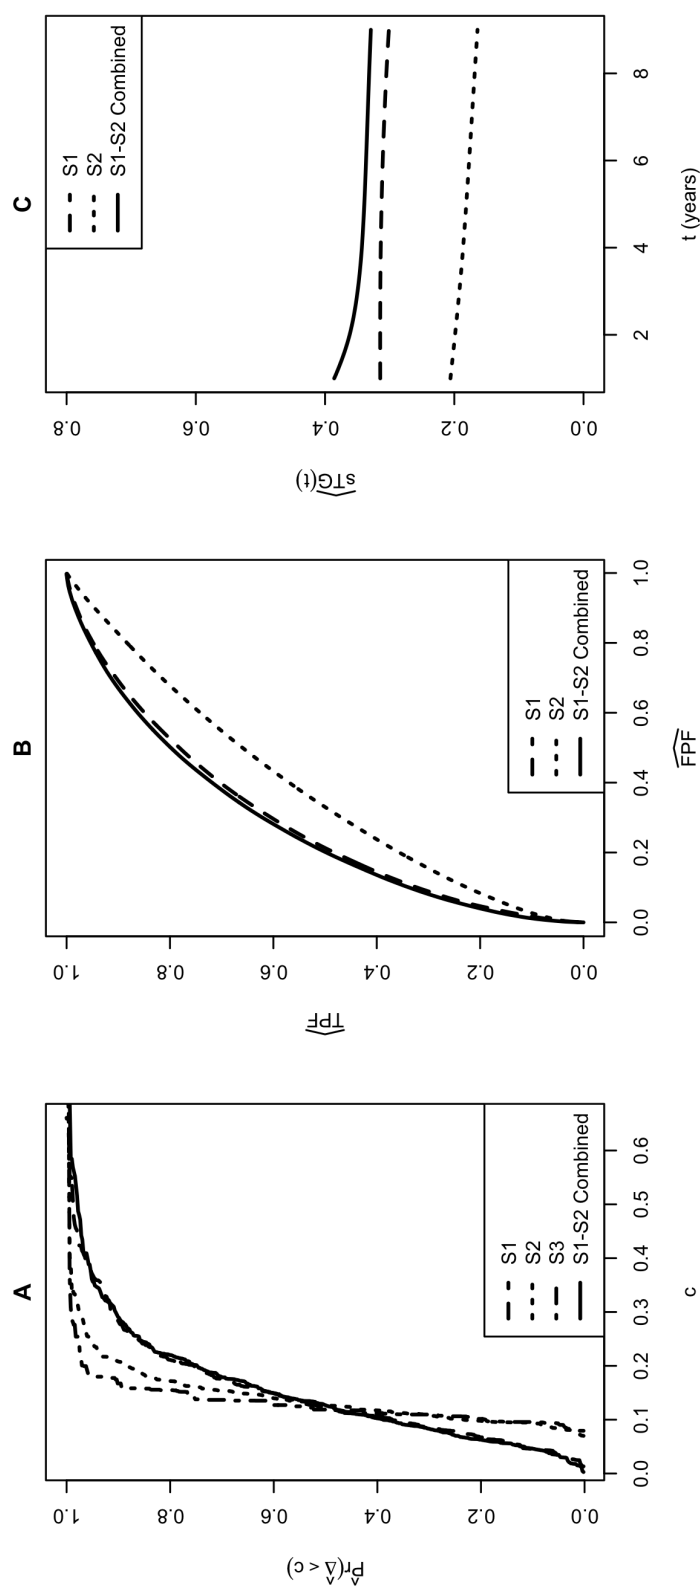 A
P̂r(Δ̂ < c)
1.0
0.8
0.6
0.4
0.2
0.0
S1
S2
S3
S1-S2 Combined
0.0 0.1 0.2 0.3 0.4 0.5 0.6
c
B
TPF
1.0
0.8
0.6
0.4
0.2
0.0
S1
S2
S1-S2 Combined
0.0 0.2 0.4 0.6 0.8 1.0
FPF
C
sTG(t)
0.8
0.6
0.4
0.2
0.0
S1
S2
S1-S2 Combined
2 4 6 8
t (years)